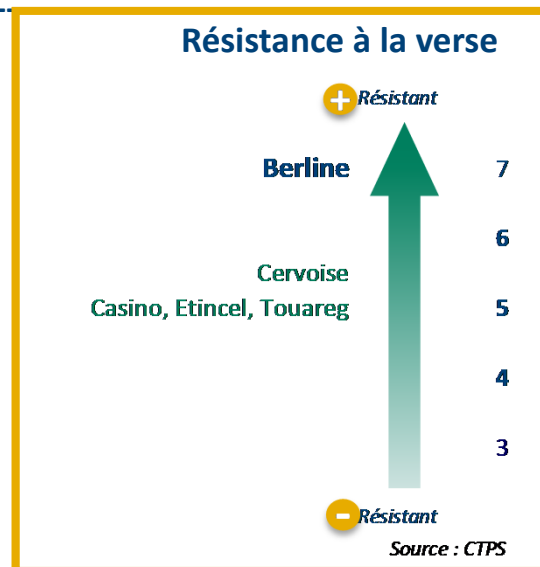 Résistance à la verse
+ Résistant
Berline 7
6
Cervoise
Casino, Etincel, Touareg 5
4
3
- Résistant
Source : CTPS